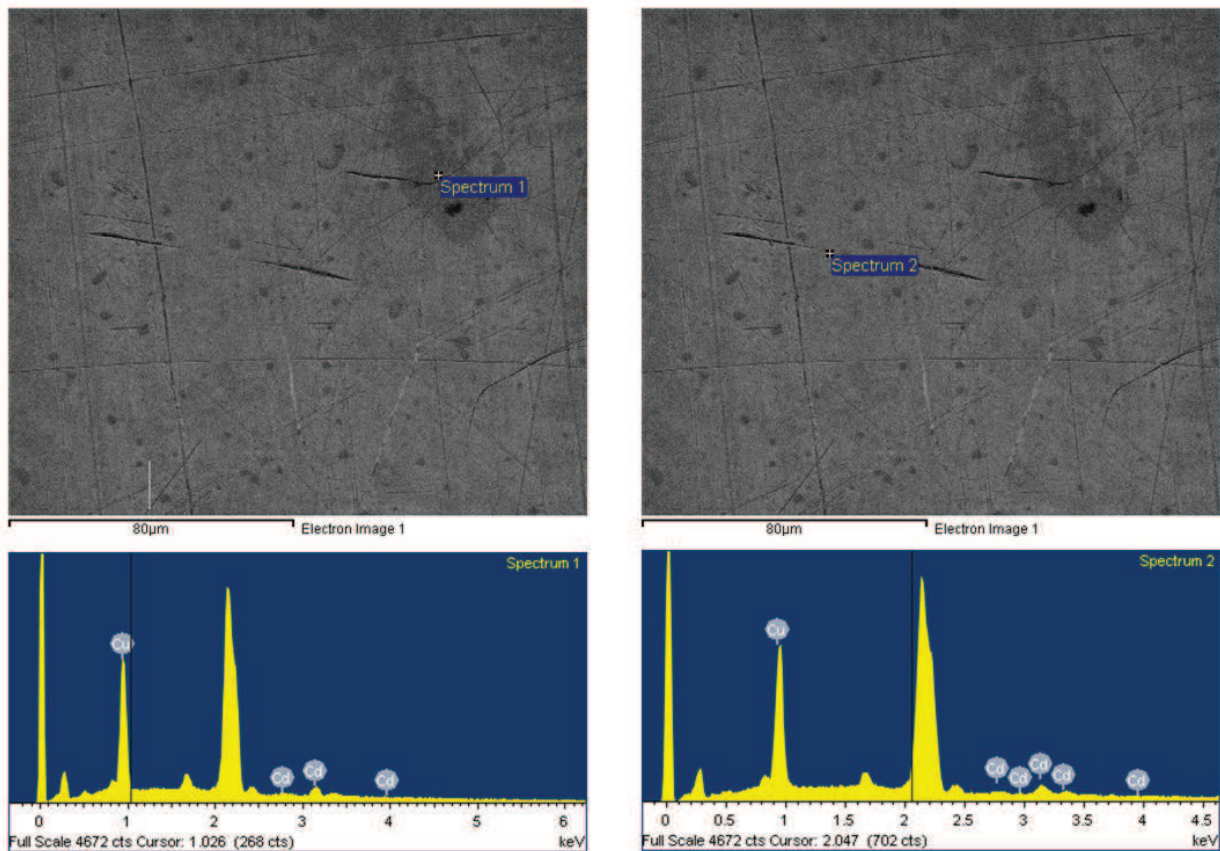 Spectrum 1
Spectrum 2
80µm Electron Image 1
80µm Electron Image 1
Spectrum 1
Cu
Cd
Cd
Cd
0 1 2 3 4 5 6
Full Scale 4672 cts Cursor: 1.026 (268 cts) keV
Spectrum 2
Cu
Cd
Cd
Cd
Cd
Cd
0 0.5 1 1.5 2 2.5 3 3.5 4 4.5
Full Scale 4672 cts Cursor: 2.047 (702 cts) keV